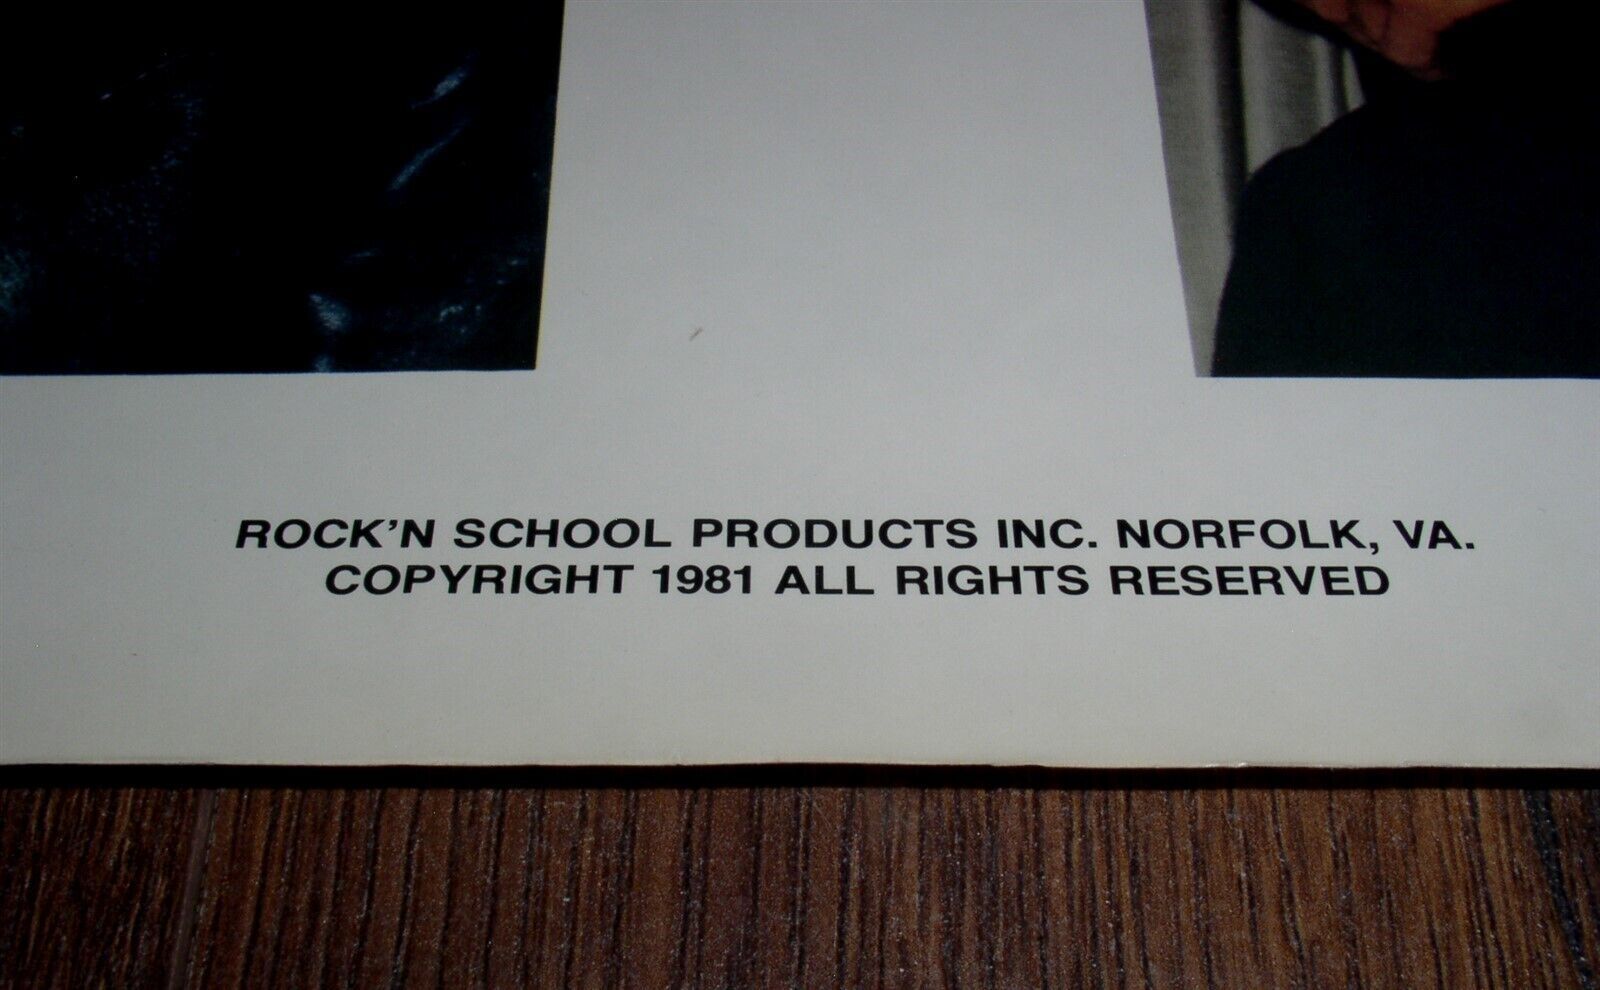 ROCK'N SCHOOL PRODUCTS INC. NORFOLK, VA.
COPYRIGHT 1981 ALL RIGHTS RESERVED